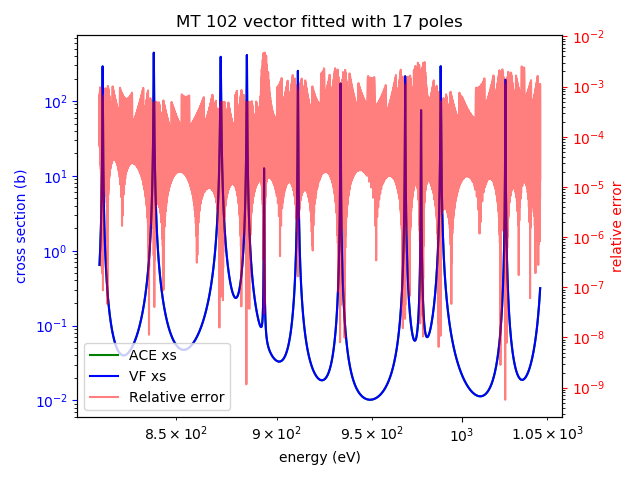 MT 102 vector fitted with 17 poles
10⁻²
10⁻³
10⁻⁴
10⁻⁵
10⁻⁶
10⁻⁷
10⁻⁸
10⁻⁹
relative error
10²
10¹
10⁰
10⁻¹
10⁻²
cross section (b)
ACE xs
VF xs
Relative error
8.5 × 10² 9 × 10² 9.5 × 10² 10³ 1.05 × 10³
energy (eV)